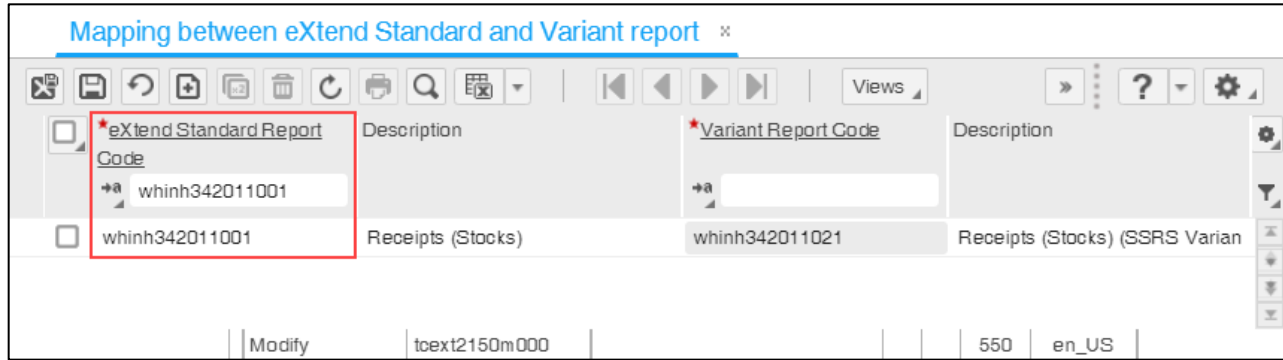 Mapping between eXtend Standard and Variant report
Views
*eXtend Standard Report Code
Description
*Variant Report Code
Description
whinh342011001
whinh342011001
Receipts (Stocks)
whinh342011021
Receipts (Stocks) (SSRS Varian
Modify
tcext2150m000
550
en_US